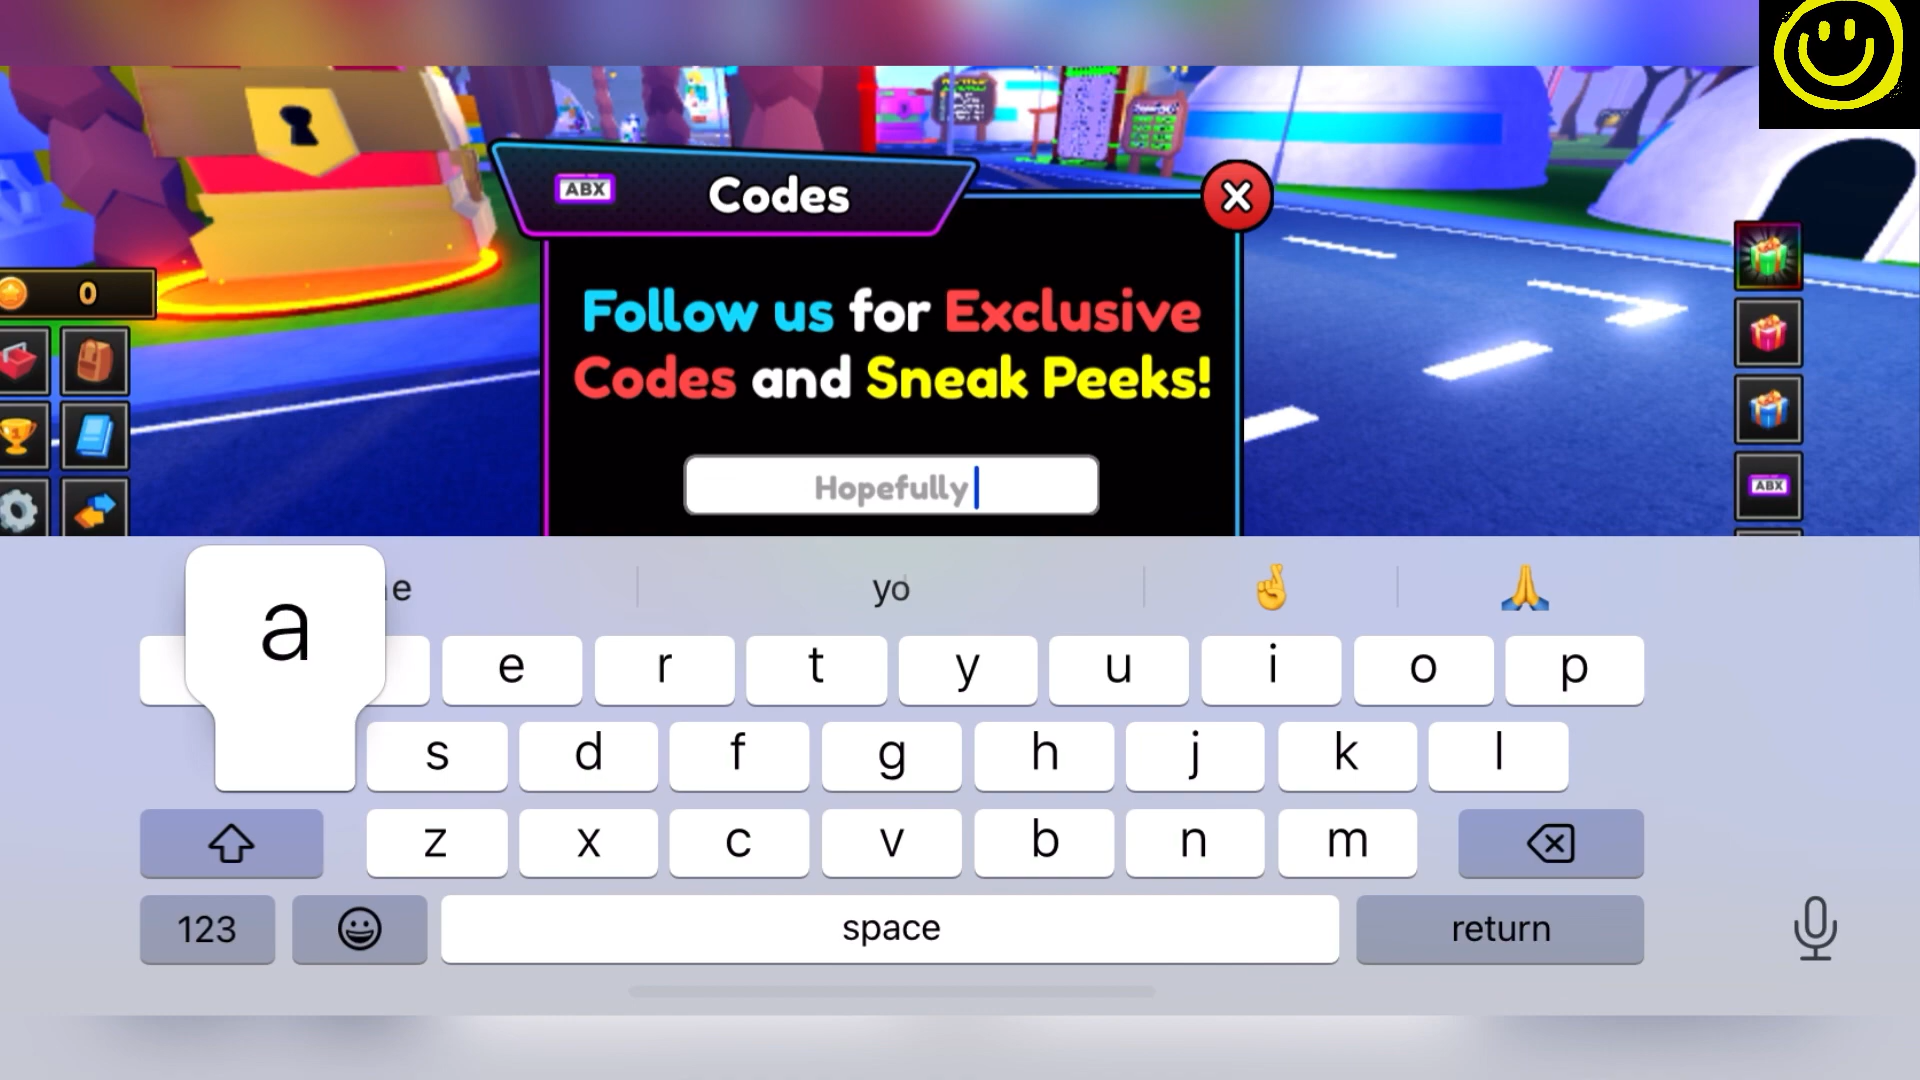 ABX Codes
0
Follow us for Exclusive
Codes and Sneak Peeks!
ABX
Hopefully
e yo
a
e r t y u i o p
s d f g h j k l
z x c v b n m
123 space return